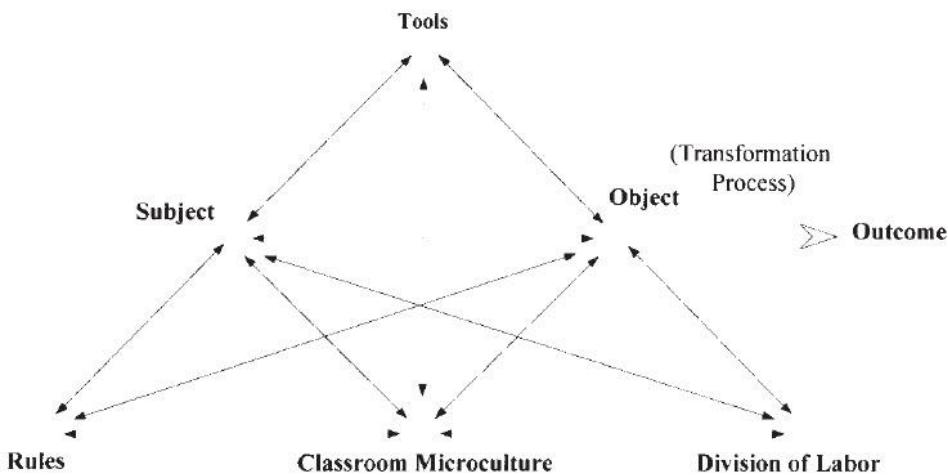 Tools
(Transformation
Process)
Subject
Object
Outcome
Rules
Classroom Microculture
Division of Labor